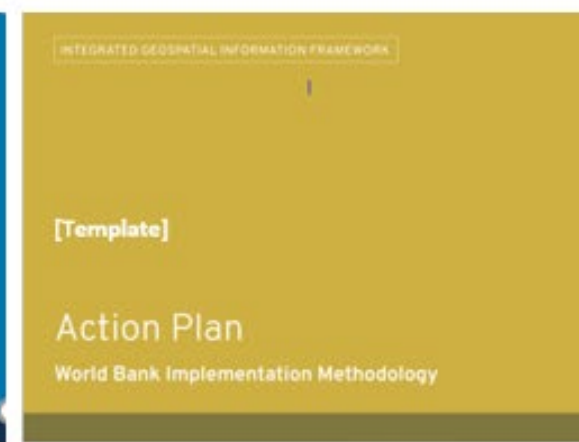 INTEGRATED GEOSPATIAL INFORMATION FRAMEWORK
[Template]
Action Plan
World Bank Implementation Methodology